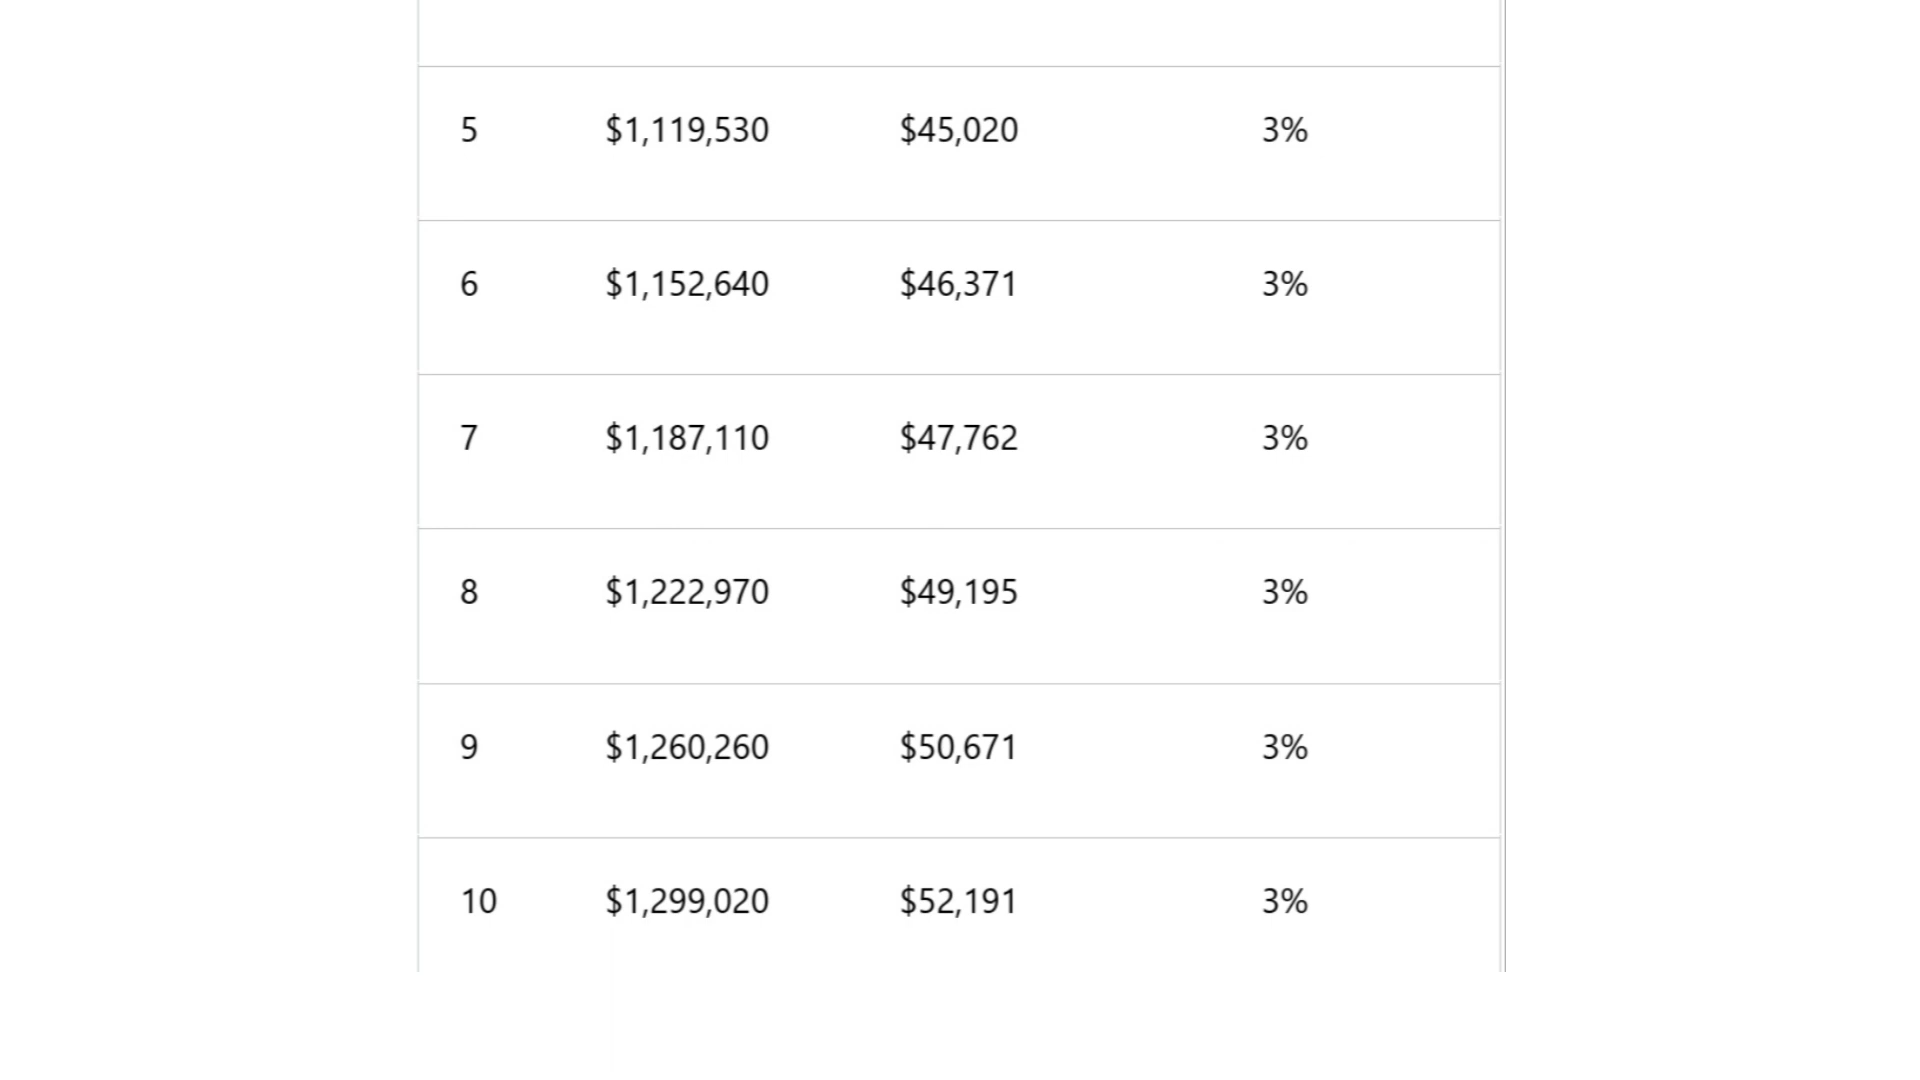 5 $1,119,530 $45,020 3%
6 $1,152,640 $46,371 3%
7 $1,187,110 $47,762 3%
8 $1,222,970 $49,195 3%
9 $1,260,260 $50,671 3%
10 $1,299,020 $52,191 3%